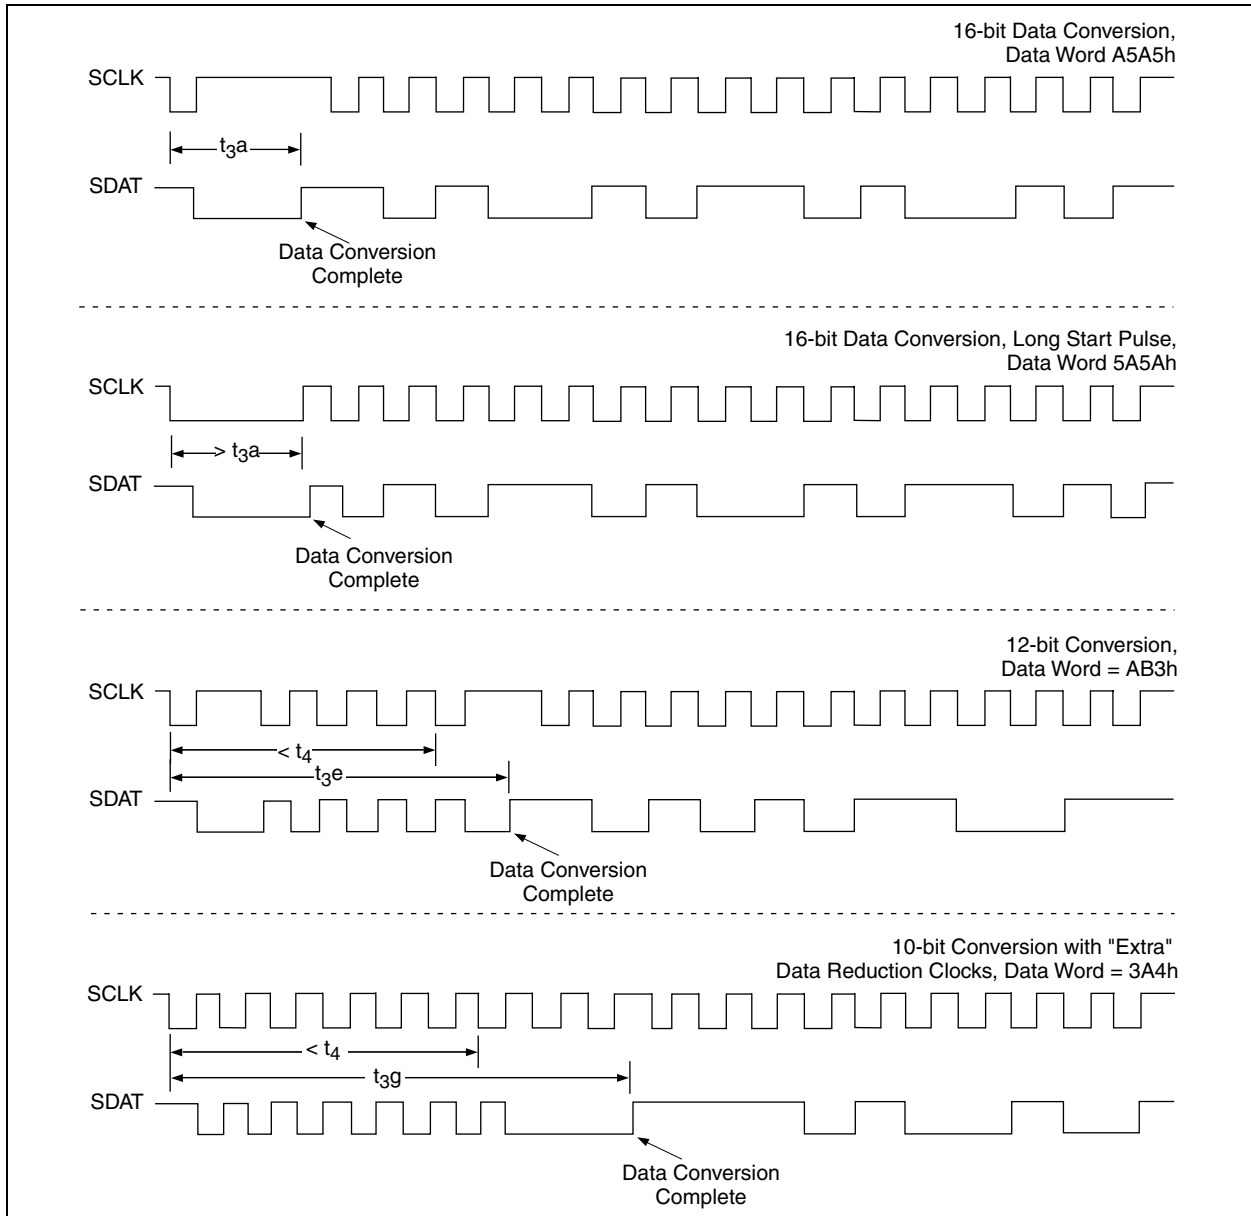 16-bit Data Conversion,
Data Word A5A5h
SCLK
t3a
SDAT
Data Conversion
Complete
16-bit Data Conversion, Long Start Pulse,
Data Word 5A5Ah
SCLK
> t3a
SDAT
Data Conversion
Complete
12-bit Conversion,
Data Word = AB3h
SCLK
< t4
t3e
SDAT
Data Conversion
Complete
10-bit Conversion with "Extra"
Data Reduction Clocks, Data Word = 3A4h
SCLK
< t4
t3g
SDAT
Data Conversion
Complete